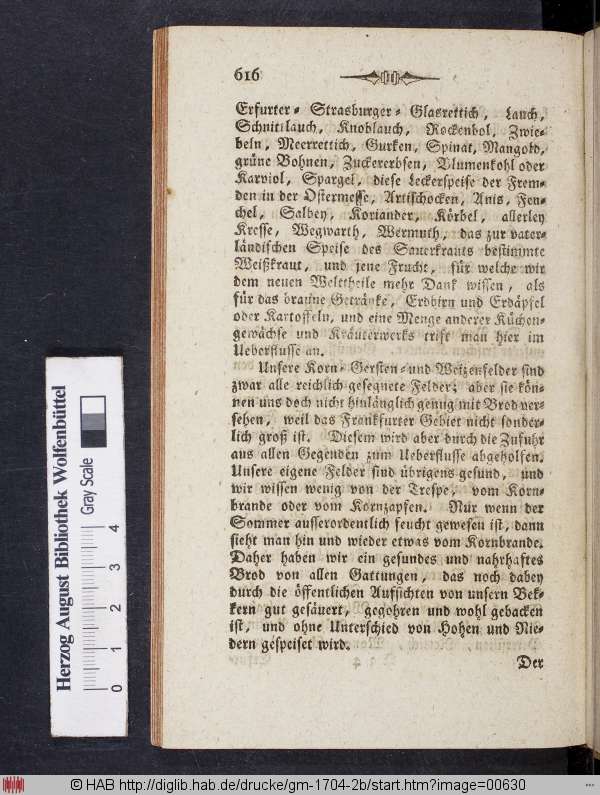 616
Erfurter- Strasburger- Glasrettich, Lauch,
Schnittlauch, Knoblauch, Rockenbol, Zwie-
beln, Meerrettich, Gurken, Spinat, Mangold,
grüne Bohnen, Zuckererbsen, Blumenkohl oder
Karviol, Spargel, diese Leckerspeise der Frem-
den in der Ostermesse, Artischocken, Anis, Fen-
chel, Salbey, Koriander, Körbel, allerley
Kresse, Wegwarth, Wermuth, das zur vater-
ländischen Speise des Sauerkrauts bestimmte
Weißkraut, und jene Frucht, für welche wir
dem neuen Welttheile mehr Dank wissen, als
für das braune Getränke, Erdbirn und Erdäpfel
oder Kartoffeln, und eine Menge anderer Küchen-
gewächse und Kräuterwerks trift man hier im
Ueberflusse an.
Unsere Korn- Gersten- und Weizenfelder sind
zwar alle reichlich gesegnete Felder; aber sie kön-
nen uns doch nicht hinlänglich genug mit Brod ver-
sehen, weil das Frankfurter Gebiet nicht sonder-
lich groß ist. Diesem wird aber durch die Zufuhr
aus allen Gegenden zum Ueberflusse abgeholfen.
Unsere eigene Felder sind übrigens gesund, und
wir wissen wenig von der Trespe, vom Korn-
brande oder vom Kornzapfen. Nur wenn der
Sommer ausserordentlich feucht gewesen ist, dann
sieht man hin und wieder etwas vom Kornbrande.
Daher haben wir ein gesundes und nahrhaftes
Brod von allen Gattungen, das noch dabey
durch die öffentlichen Aufsichten von unsern Bek-
kern gut gesäuert, gegohren und wohl gebacken
ist, und ohne Unterschied von Hohen und Nie-
dern gespeiset wird.
Der
Herzog August Bibliothek Wolfenbüttel
Gray Scale
0 1 2 3 4
© HAB http://diglib.hab.de/drucke/gm-1704-2b/start.htm?image=00630